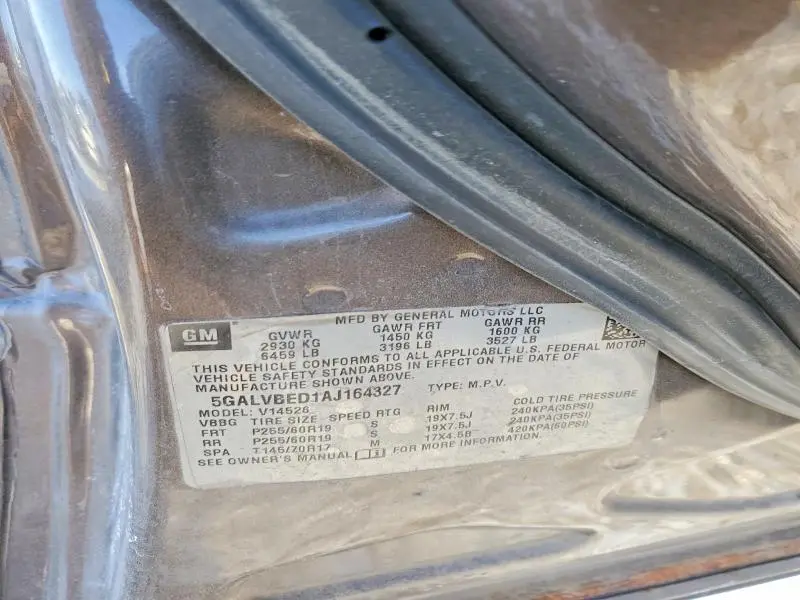 MFD BY GENERAL MOTORS LLC
GM GVWR GAWR FRT GAWR RR
2930 KG 1450 KG 1600 KG
6459 LB 3196 LB 3527 LB
THIS VEHICLE CONFORMS TO ALL APPLICABLE U.S. FEDERAL MOTOR
VEHICLE SAFETY STANDARDS IN EFFECT ON THE DATE OF
MANUFACTURE SHOWN ABOVE.
5GALVBED1AJ164327 TYPE: M.P.V.
MODEL: V14526
VBBG TIRE SIZE SPEED RTG RIM COLD TIRE PRESSURE
FRT P255/60R19 S 19X7.5J 240KPA(35PSI)
RR P255/60R19 S 19X7.5J 240KPA(35PSI)
SPA T145/70R17 M 17X4.5B 420KPA(60PSI)
SEE OWNER'S MANUAL FOR MORE INFORMATION.